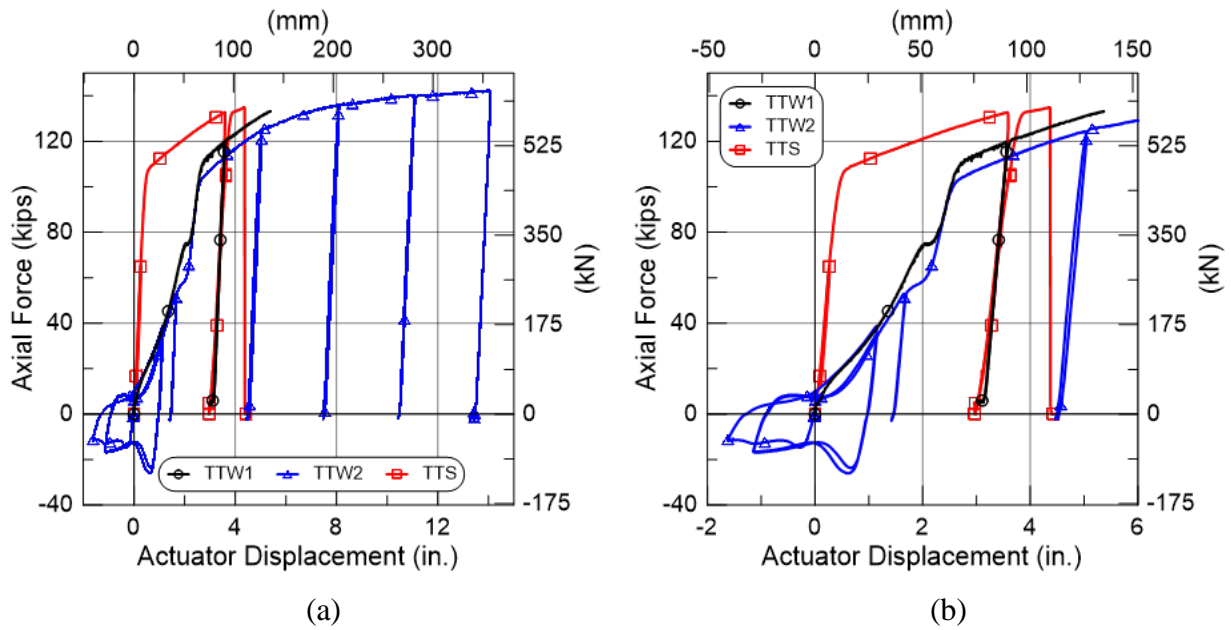 (mm)
0 100 200 300
Axial Force (kips)
120
80
40
0
-40
525
350
175
0
-175
(kN)
TTW1 TTW2 TTS
0 4 8 12
Actuator Displacement (in.)
(a)
(mm)
-50 0 50 100 150
TTW1
TTW2
TTS
Axial Force (kips)
120
80
40
0
-40
525
350
175
0
-175
(kN)
-2 0 2 4 6
Actuator Displacement (in.)
(b)